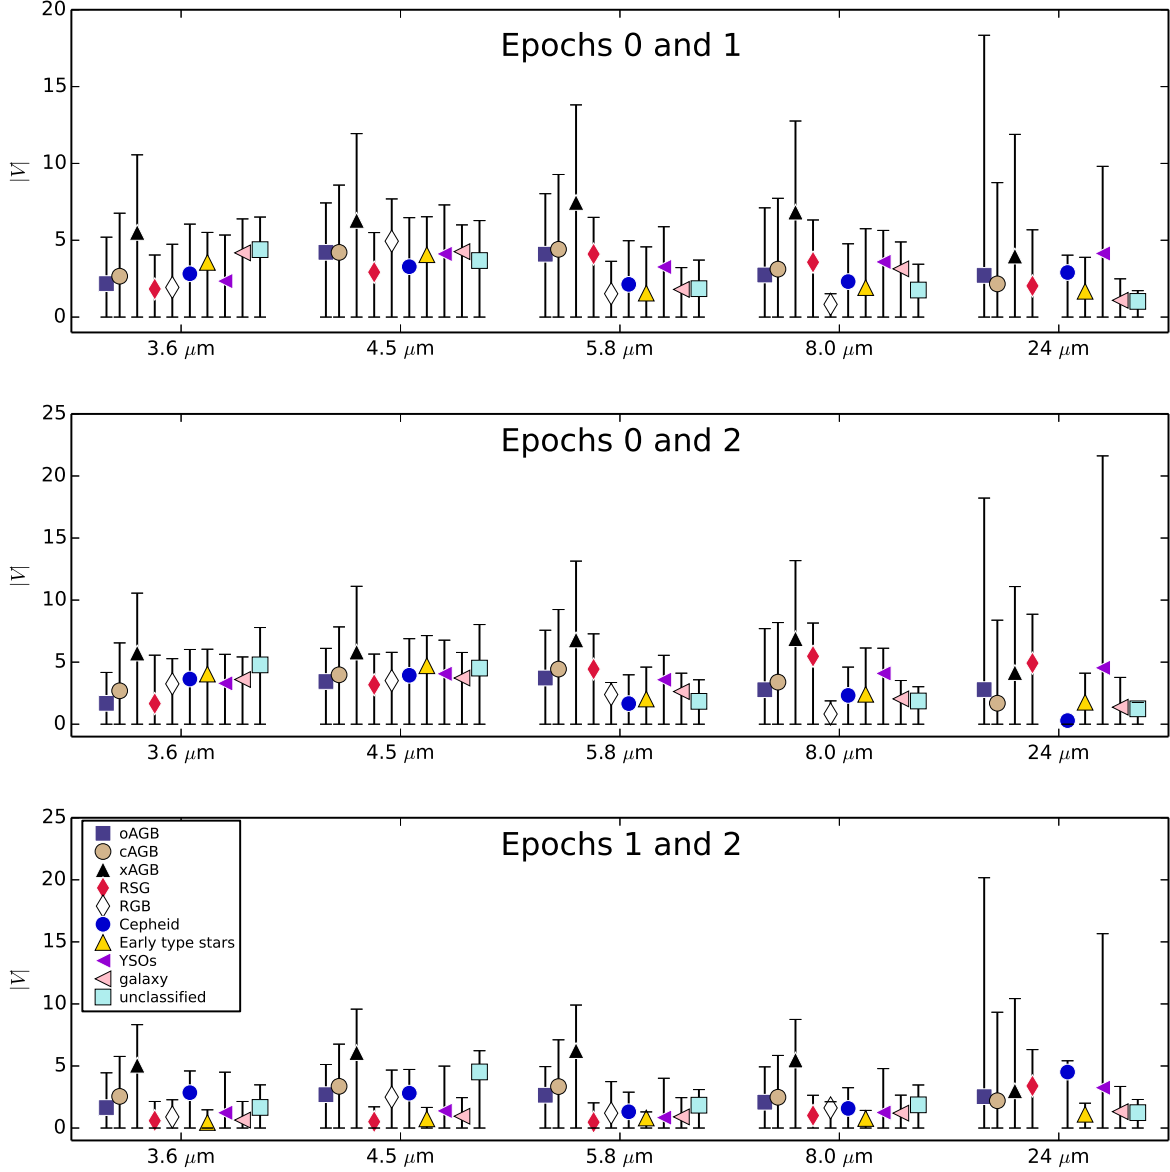 Epochs 0 and 1
20
15
10
5
0
|V|
3.6 μm 4.5 μm 5.8 μm 8.0 μm 24 μm
Epochs 0 and 2
25
20
15
10
5
0
|V|
3.6 μm 4.5 μm 5.8 μm 8.0 μm 24 μm
Epochs 1 and 2
25
20
15
10
5
0
|V|
oAGB
cAGB
xAGB
RSG
RGB
Cepheid
Early type stars
YSOs
galaxy
unclassified
3.6 μm 4.5 μm 5.8 μm 8.0 μm 24 μm